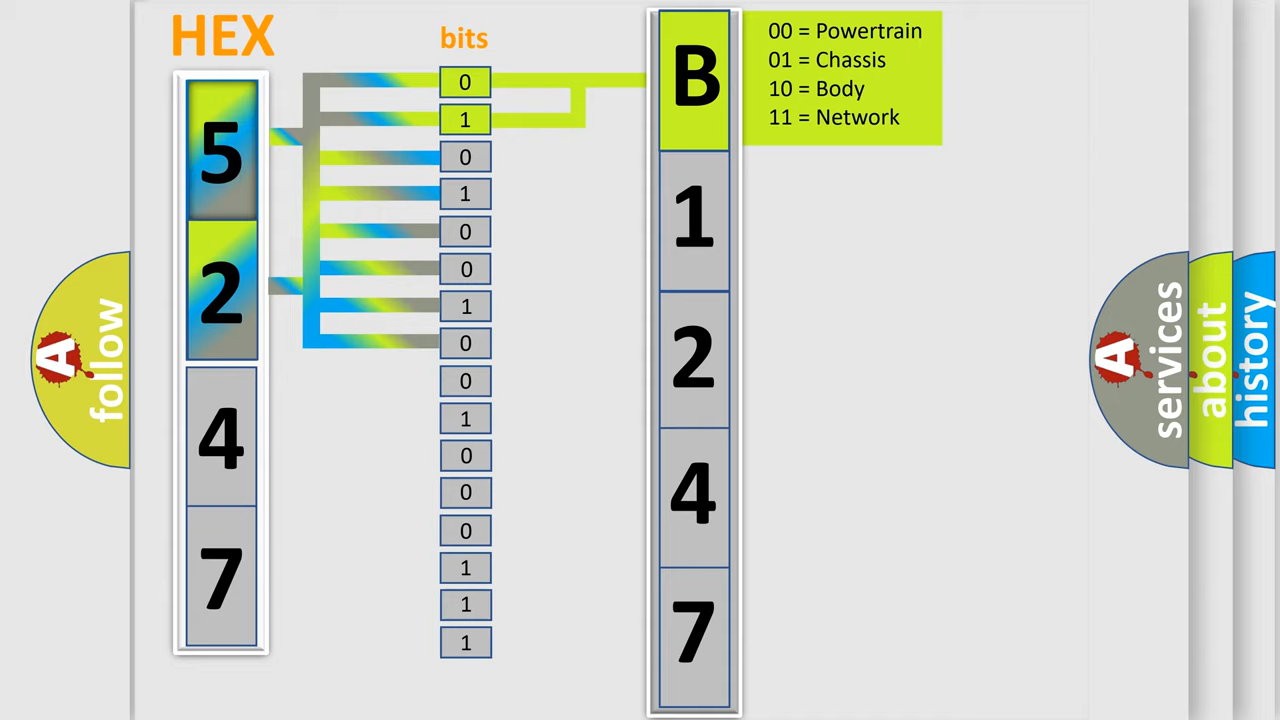 HEX
bits
5
2
4
7
0
1
0
1
0
0
1
0
0
1
0
0
0
1
1
1
B
1
2
4
7
00 = Powertrain
01 = Chassis
10 = Body
11 = Network
A
follow
A
services
about
history